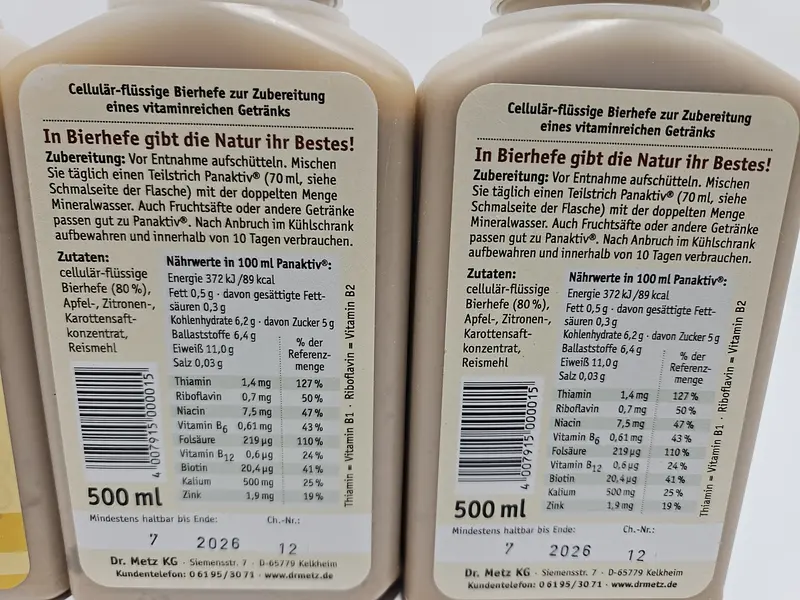 Cellulär-flüssige Bierhefe zur Zubereitung
eines vitaminreichen Getränks
In Bierhefe gibt die Natur ihr Bestes!
Zubereitung: Vor Entnahme aufschütteln. Mischen
Sie täglich einen Teilstrich Panaktiv® (70 ml, siehe
Schmalseite der Flasche) mit der doppelten Menge
Mineralwasser. Auch Fruchtsäfte oder andere Getränke
passen gut zu Panaktiv®. Nach Anbruch im Kühlschrank
aufbewahren und innerhalb von 10 Tagen verbrauchen.
Zutaten:
cellulär-flüssige
Bierhefe (80 %),
Apfel-, Zitronen-,
Karottensaft-
konzentrat,
Reismehl
4 007915 000015
500 ml
Nährwerte in 100 ml Panaktiv®:
Energie 372 kJ/89 kcal
Fett 0,5 g · davon gesättigte Fett-
säuren 0,3 g
Kohlenhydrate 6,2 g · davon Zucker 5 g
Ballaststoffe 6,4 g
Eiweiß 11,0 g
Salz 0,03 g
% der
Referenz-
menge
Thiamin 1,4 mg 127 %
Riboflavin 0,7 mg 50 %
Niacin 7,5 mg 47 %
Vitamin B6 0,61 mg 43 %
Folsäure 219 µg 110 %
Vitamin B12 0,6 µg 24 %
Biotin 20,4 µg 41 %
Kalium 500 mg 25 %
Zink 1,9 mg 19 %
Thiamin = Vitamin B1 · Riboflavin = Vitamin B2
Mindestens haltbar bis Ende: Ch.-Nr.:
7 2026 12
Dr. Metz KG · Siemensstr. 7 · D-65779 Kelkheim
Kundentelefon: 0 61 95/30 71 · www.drmetz.de
Cellulär-flüssige Bierhefe zur Zubereitung
eines vitaminreichen Getränks
In Bierhefe gibt die Natur ihr Bestes!
Zubereitung: Vor Entnahme aufschütteln. Mischen
Sie täglich einen Teilstrich Panaktiv® (70 ml, siehe
Schmalseite der Flasche) mit der doppelten Menge
Mineralwasser. Auch Fruchtsäfte oder andere Getränke
passen gut zu Panaktiv®. Nach Anbruch im Kühlschrank
aufbewahren und innerhalb von 10 Tagen verbrauchen.
Zutaten:
cellulär-flüssige
Bierhefe (80 %),
Apfel-, Zitronen-,
Karottensaft-
konzentrat,
Reismehl
4 007915 000015
500 ml
Nährwerte in 100 ml Panaktiv®:
Energie 372 kJ/89 kcal
Fett 0,5 g · davon gesättigte Fett-
säuren 0,3 g
Kohlenhydrate 6,2 g · davon Zucker 5 g
Ballaststoffe 6,4 g
Eiweiß 11,0 g
Salz 0,03 g
% der
Referenz-
menge
Thiamin 1,4 mg 127 %
Riboflavin 0,7 mg 50 %
Niacin 7,5 mg 47 %
Vitamin B6 0,61 mg 43 %
Folsäure 219 µg 110 %
Vitamin B12 0,6 µg 24 %
Biotin 20,4 µg 41 %
Kalium 500 mg 25 %
Zink 1,9 mg 19 %
Thiamin = Vitamin B1 · Riboflavin = Vitamin B2
Mindestens haltbar bis Ende: Ch.-Nr.:
7 2026 12
Dr. Metz KG · Siemensstr. 7 · D-65779 Kelkheim
Kundentelefon: 0 61 95/30 71 · www.drmetz.de